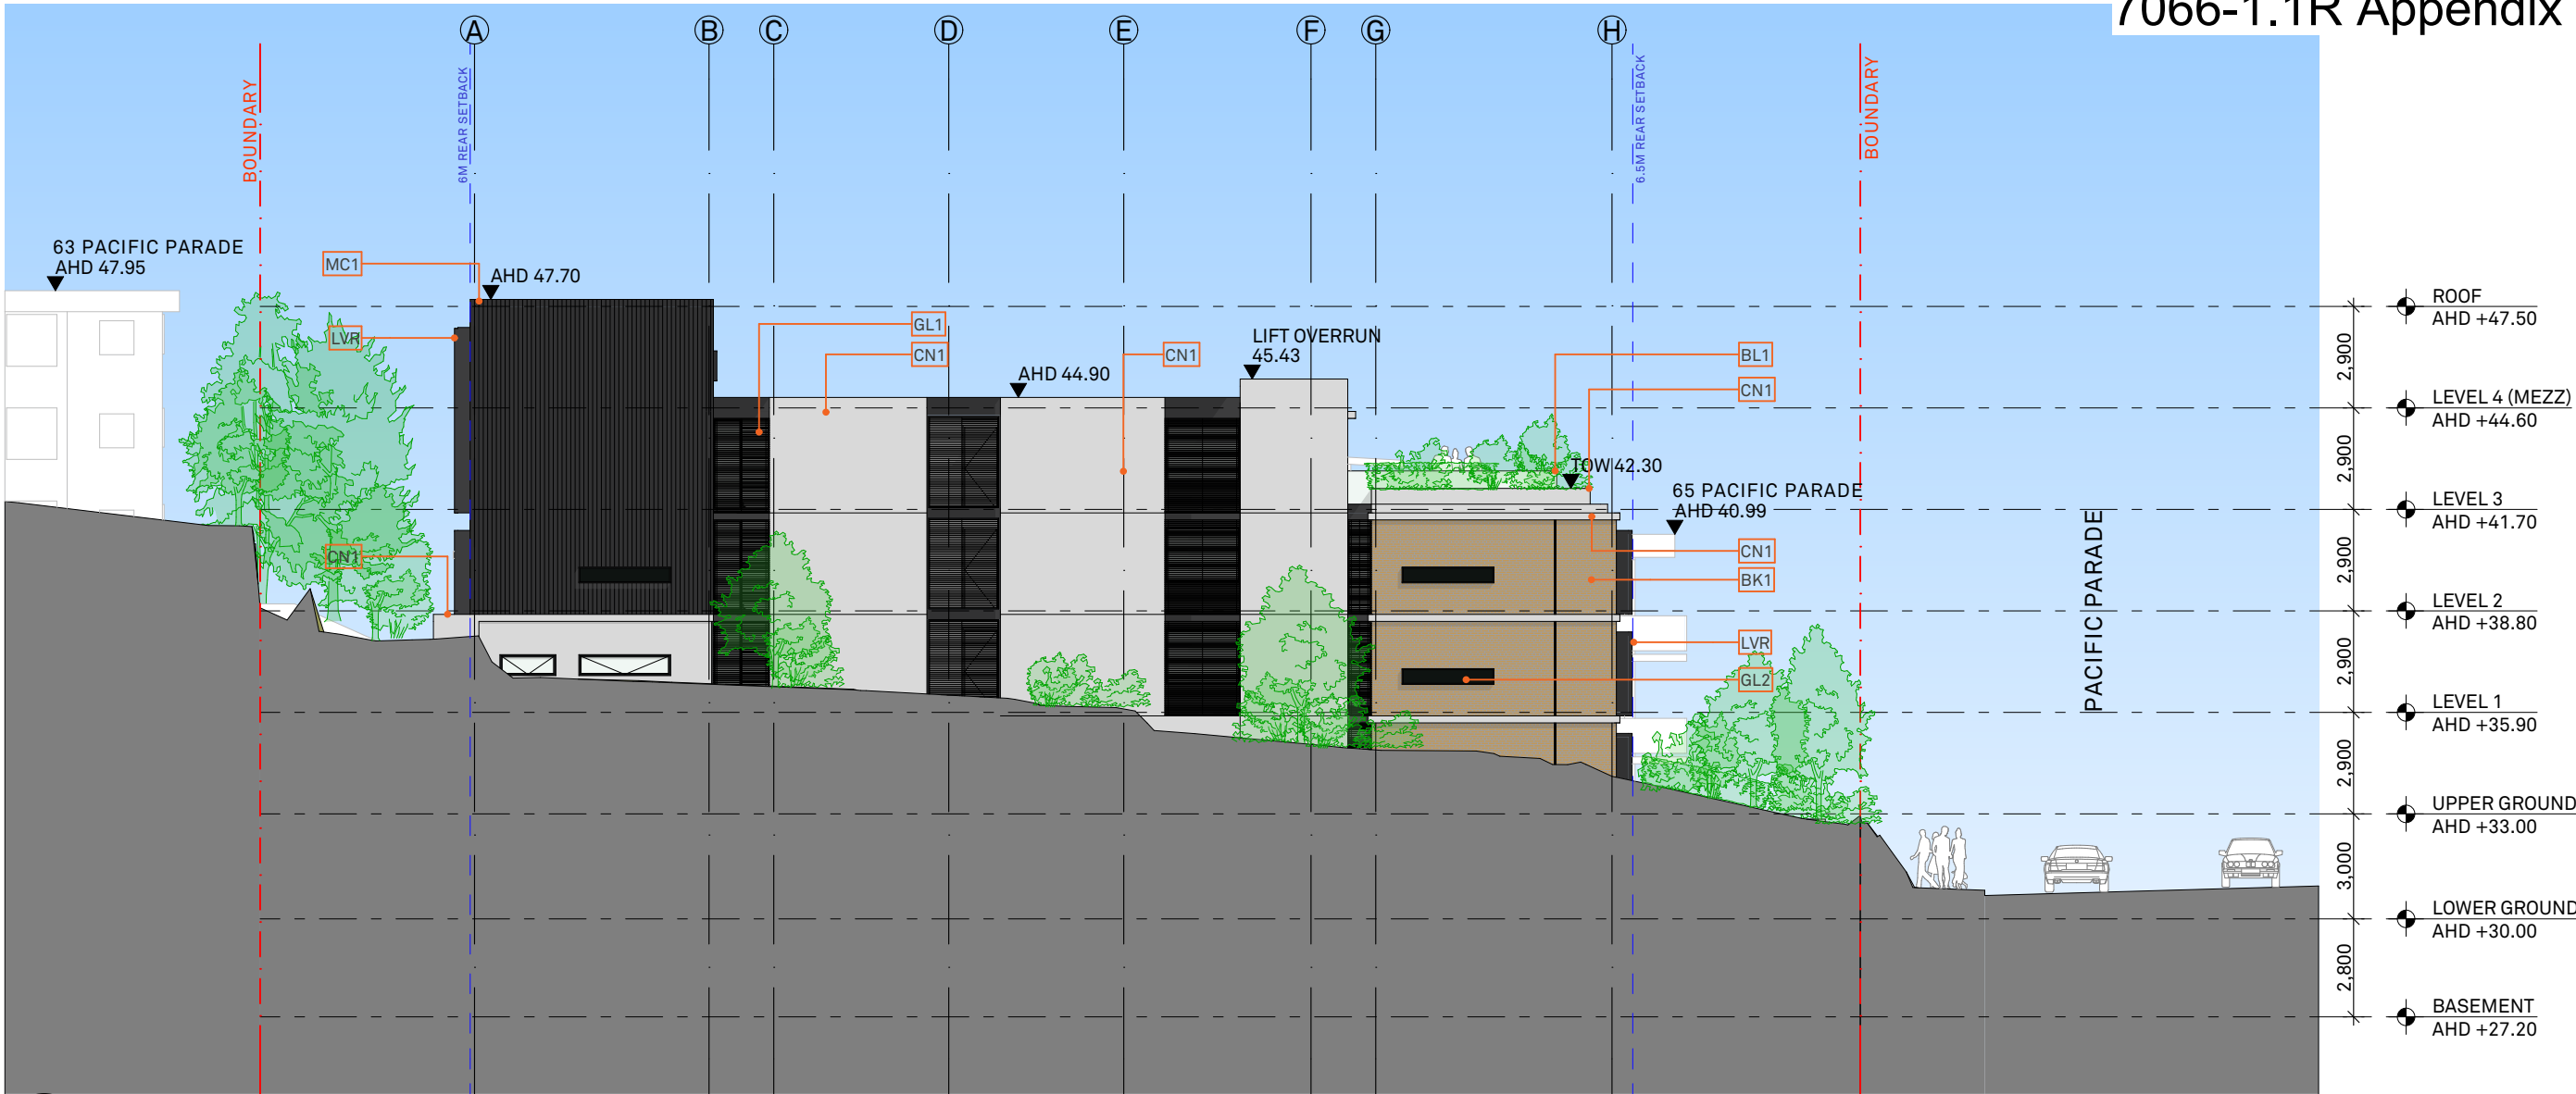 7066-1.1R Appendix
A
B
C
D
E
F
G
H
BOUNDARY
6M REAR SETBACK
6.5M REAR SETBACK
BOUNDARY
63 PACIFIC PARADE
AHD 47.95
MC1
AHD 47.70
LVR
GL1
CN1
CN1
AHD 44.90
LIFT OVERRUN
45.43
BL1
CN1
TOW 42.30
65 PACIFIC PARADE
AHD 40.99
CN1
CN1
BK1
LVR
GL2
PACIFIC PARADE
ROOF
AHD +47.50
2,900
LEVEL 4 (MEZZ)
AHD +44.60
2,900
LEVEL 3
AHD +41.70
2,900
LEVEL 2
AHD +38.80
2,900
LEVEL 1
AHD +35.90
2,900
UPPER GROUND
AHD +33.00
3,000
LOWER GROUND
AHD +30.00
2,800
BASEMENT
AHD +27.20